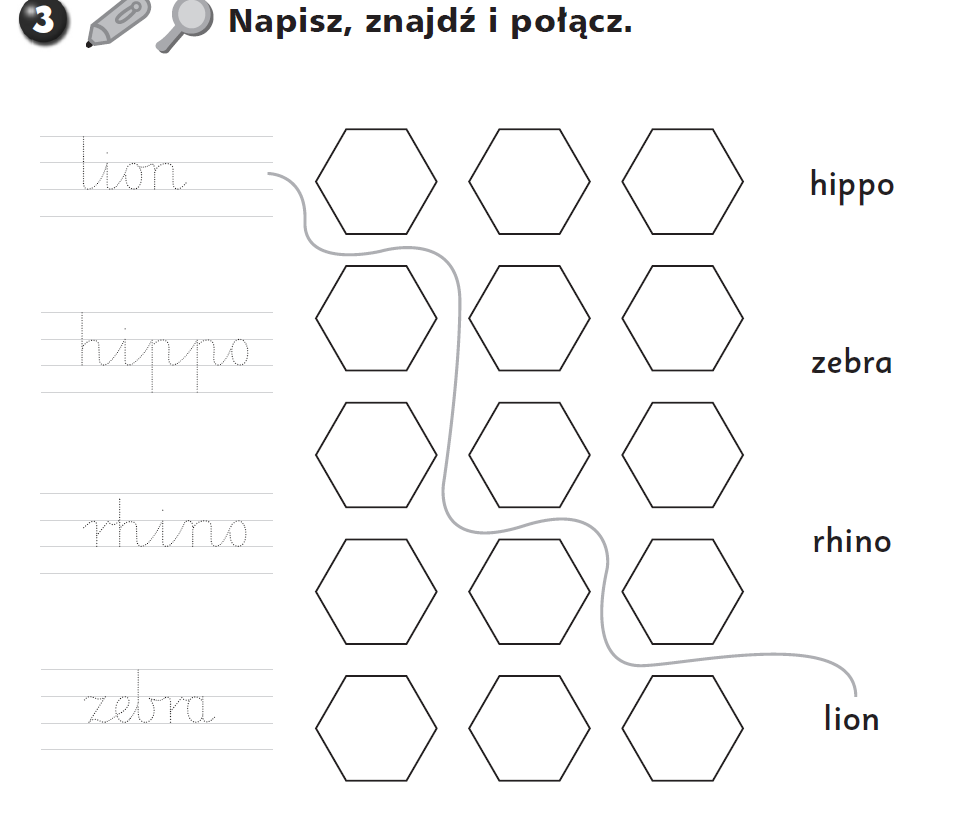 3 Napisz, znajdź i połącz.
lion
hippo
hippo
zebra
rhino
rhino
zebra
lion